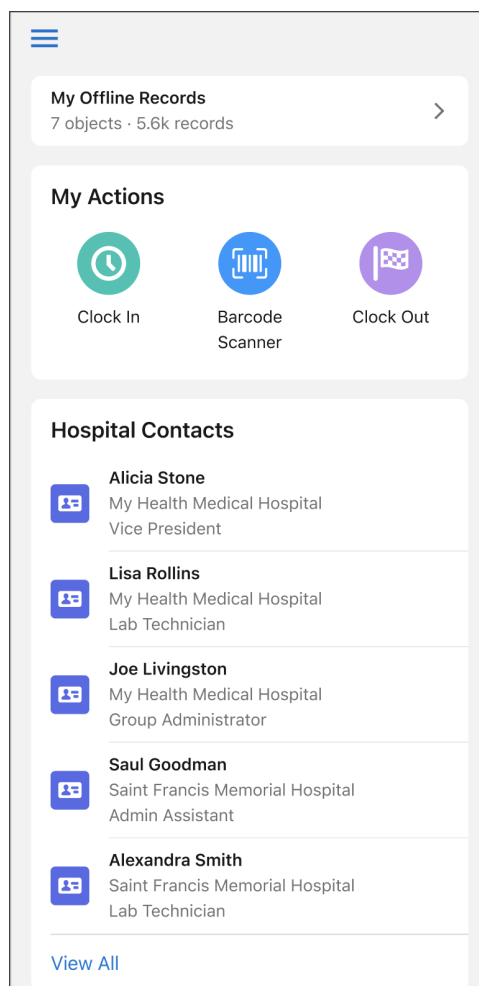 My Offline Records
7 objects · 5.6k records
My Actions
Clock In
Barcode
Scanner
Clock Out
Hospital Contacts
Alicia Stone
My Health Medical Hospital
Vice President
Lisa Rollins
My Health Medical Hospital
Lab Technician
Joe Livingston
My Health Medical Hospital
Group Administrator
Saul Goodman
Saint Francis Memorial Hospital
Admin Assistant
Alexandra Smith
Saint Francis Memorial Hospital
Lab Technician
View All